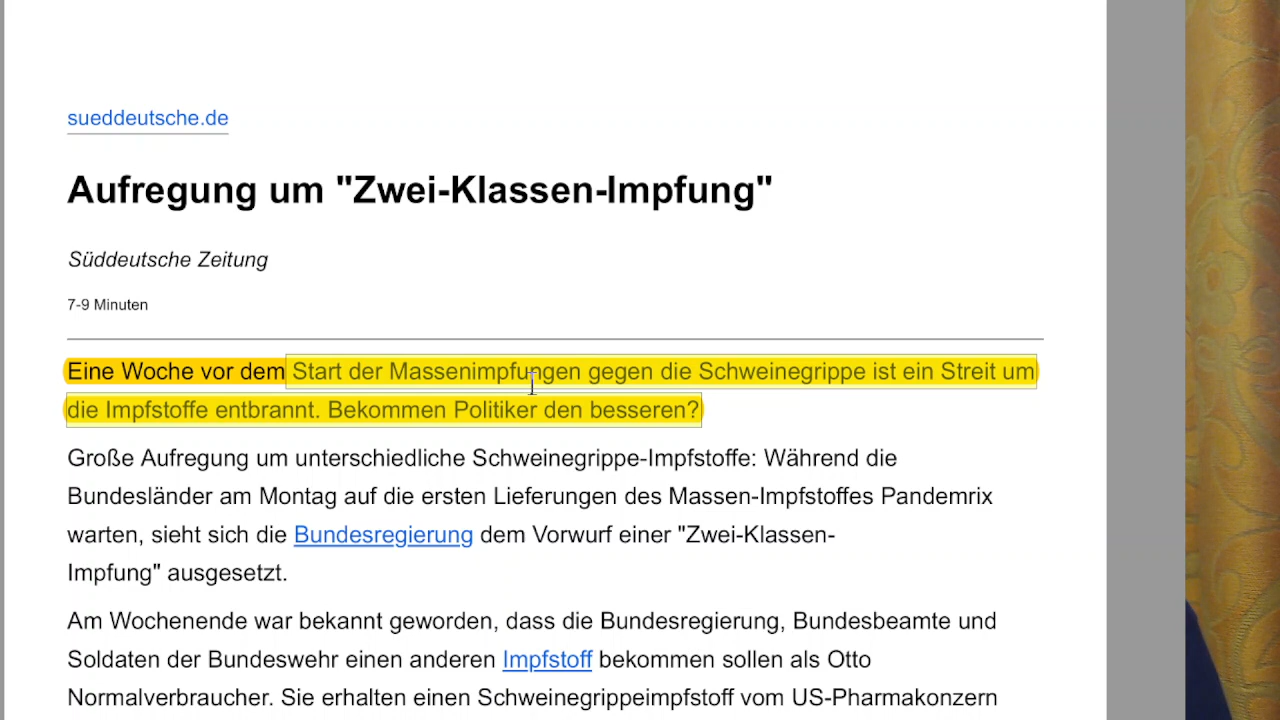 sueddeutsche.de
Aufregung um "Zwei-Klassen-Impfung"
Süddeutsche Zeitung
7-9 Minuten
Eine Woche vor dem Start der Massenimpfungen gegen die Schweinegrippe ist ein Streit um
die Impfstoffe entbrannt. Bekommen Politiker den besseren?
Große Aufregung um unterschiedliche Schweinegrippe-Impfstoffe: Während die
Bundesländer am Montag auf die ersten Lieferungen des Massen-Impfstoffes Pandemrix
warten, sieht sich die Bundesregierung dem Vorwurf einer "Zwei-Klassen-
Impfung" ausgesetzt.
Am Wochenende war bekannt geworden, dass die Bundesregierung, Bundesbeamte und
Soldaten der Bundeswehr einen anderen Impfstoff bekommen sollen als Otto
Normalverbraucher. Sie erhalten einen Schweinegrippeimpfstoff vom US-Pharmakonzern